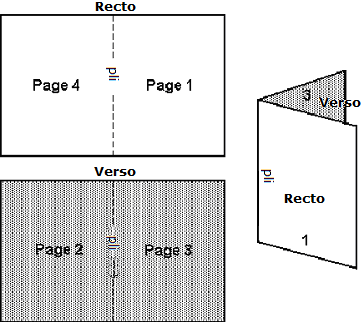 Recto
Page 4
pli
Page 1
Verso
Page 2
pli
Page 3
3
Verso
pli
Recto
1